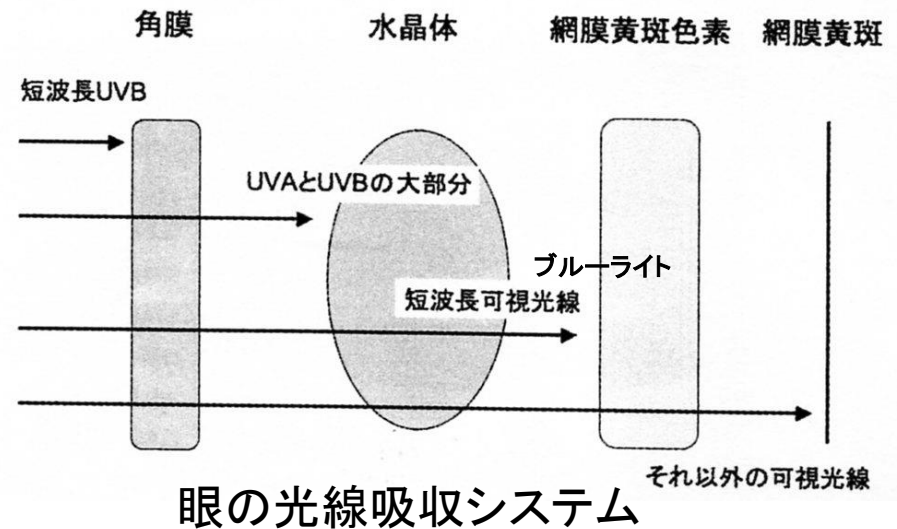 角膜
水晶体
網膜黄斑色素
網膜黄斑
短波長UVB
UVAとUVBの大部分
ブルーライト
短波長可視光線
それ以外の可視光線
眼の光線吸収システム